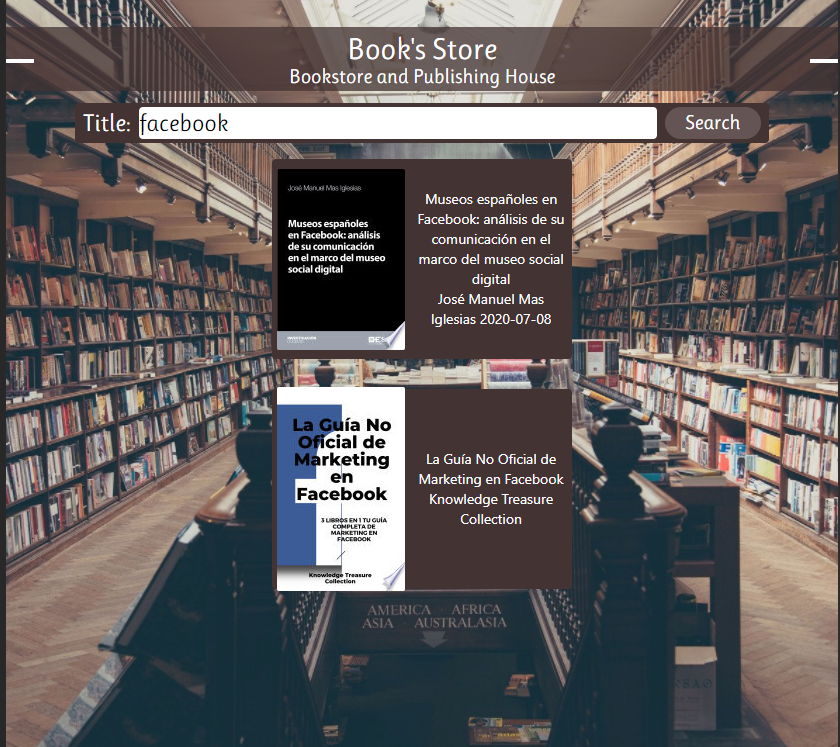 Book's Store
Bookstore and Publishing House
Title:
facebook
Search
José Manuel Mas Iglesias
Museos españoles
en Facebook: análisis
de su comunicación
en el marco del museo
social digital
Museos españoles en
Facebook: análisis de su
comunicación en el
marco del museo social
digital
José Manuel Mas
Iglesias 2020-07-08
La Guía No
Oficial de
Marketing
en
Facebook
3 LIBROS EN 1 TU GUÍA
COMPLETA DE
MARKETING EN
FACEBOOK
Knowledge Treasure
Collection
La Guía No Oficial de
Marketing en Facebook
Knowledge Treasure
Collection
AMERICA · AFRICA
ASIA · AUSTRALASIA